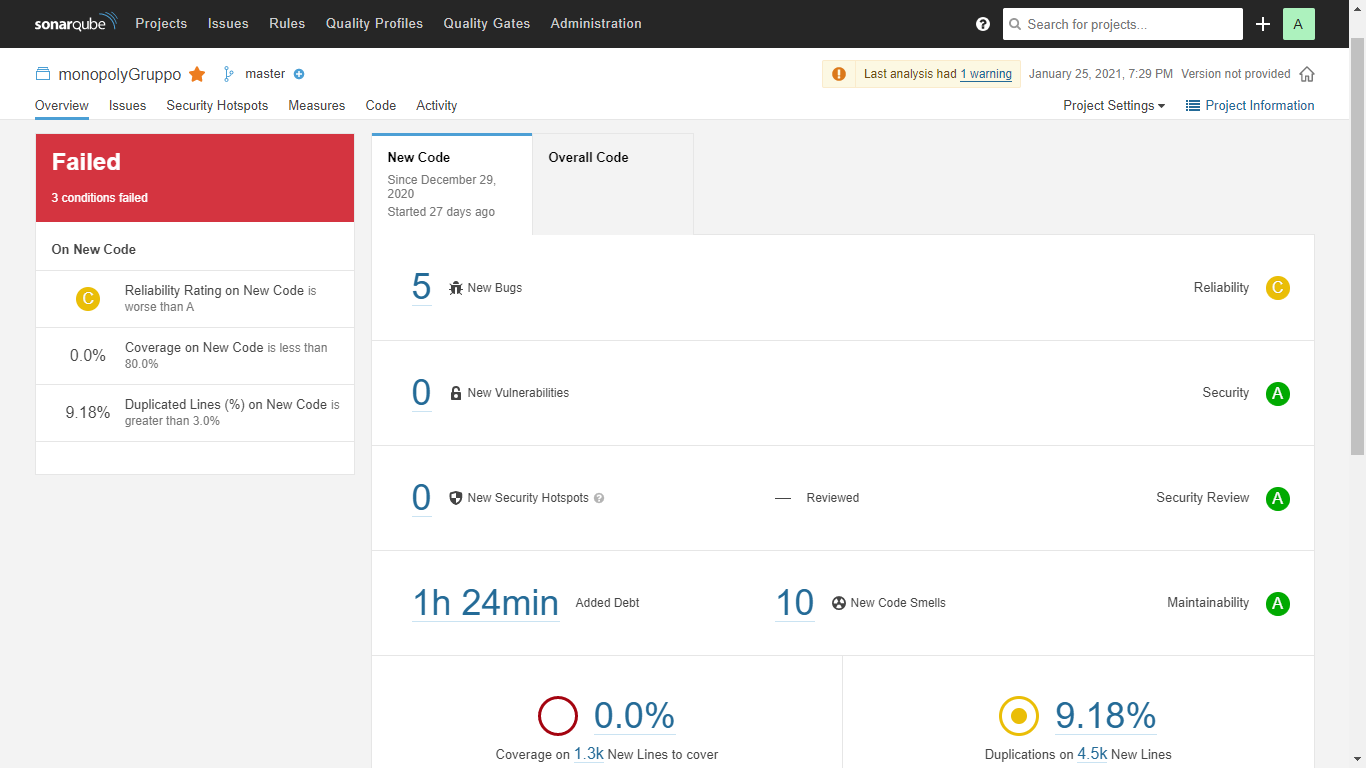 sonarqube Projects Issues Rules Quality Profiles Quality Gates Administration ? Search for projects... + A
monopolyGruppo master
Last analysis had 1 warning January 25, 2021, 7:29 PM Version not provided
Overview Issues Security Hotspots Measures Code Activity Project Settings Project Information
Failed
3 conditions failed
On New Code
C Reliability Rating on New Code is
worse than A
0.0% Coverage on New Code is less than
80.0%
9.18% Duplicated Lines (%) on New Code is
greater than 3.0%
New Code
Since December 29,
2020
Started 27 days ago
Overall Code
5 New Bugs Reliability C
0 New Vulnerabilities Security A
0 New Security Hotspots ? — Reviewed Security Review A
1h 24min Added Debt 10 New Code Smells Maintainability A
0.0%
Coverage on 1.3k New Lines to cover
9.18%
Duplications on 4.5k New Lines